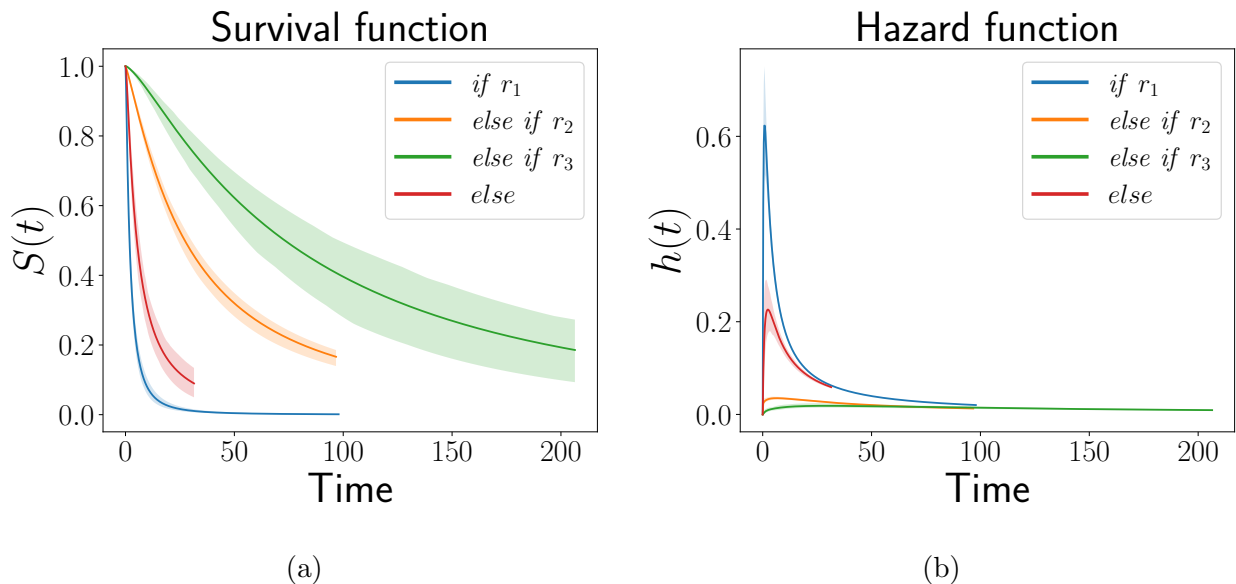 Survival function
1.0
0.8
0.6
0.4
0.2
0.0
S(t)
0
50
100
150
200
Time
if r₁
else if r₂
else if r₃
else
(a)
Hazard function
0.6
0.4
0.2
0.0
h(t)
0
50
100
150
200
Time
if r₁
else if r₂
else if r₃
else
(b)